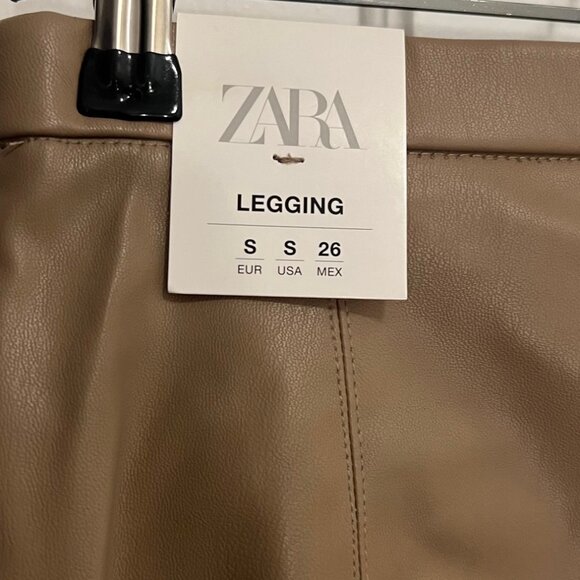 ZARA
LEGGING
S S 26
EUR USA MEX